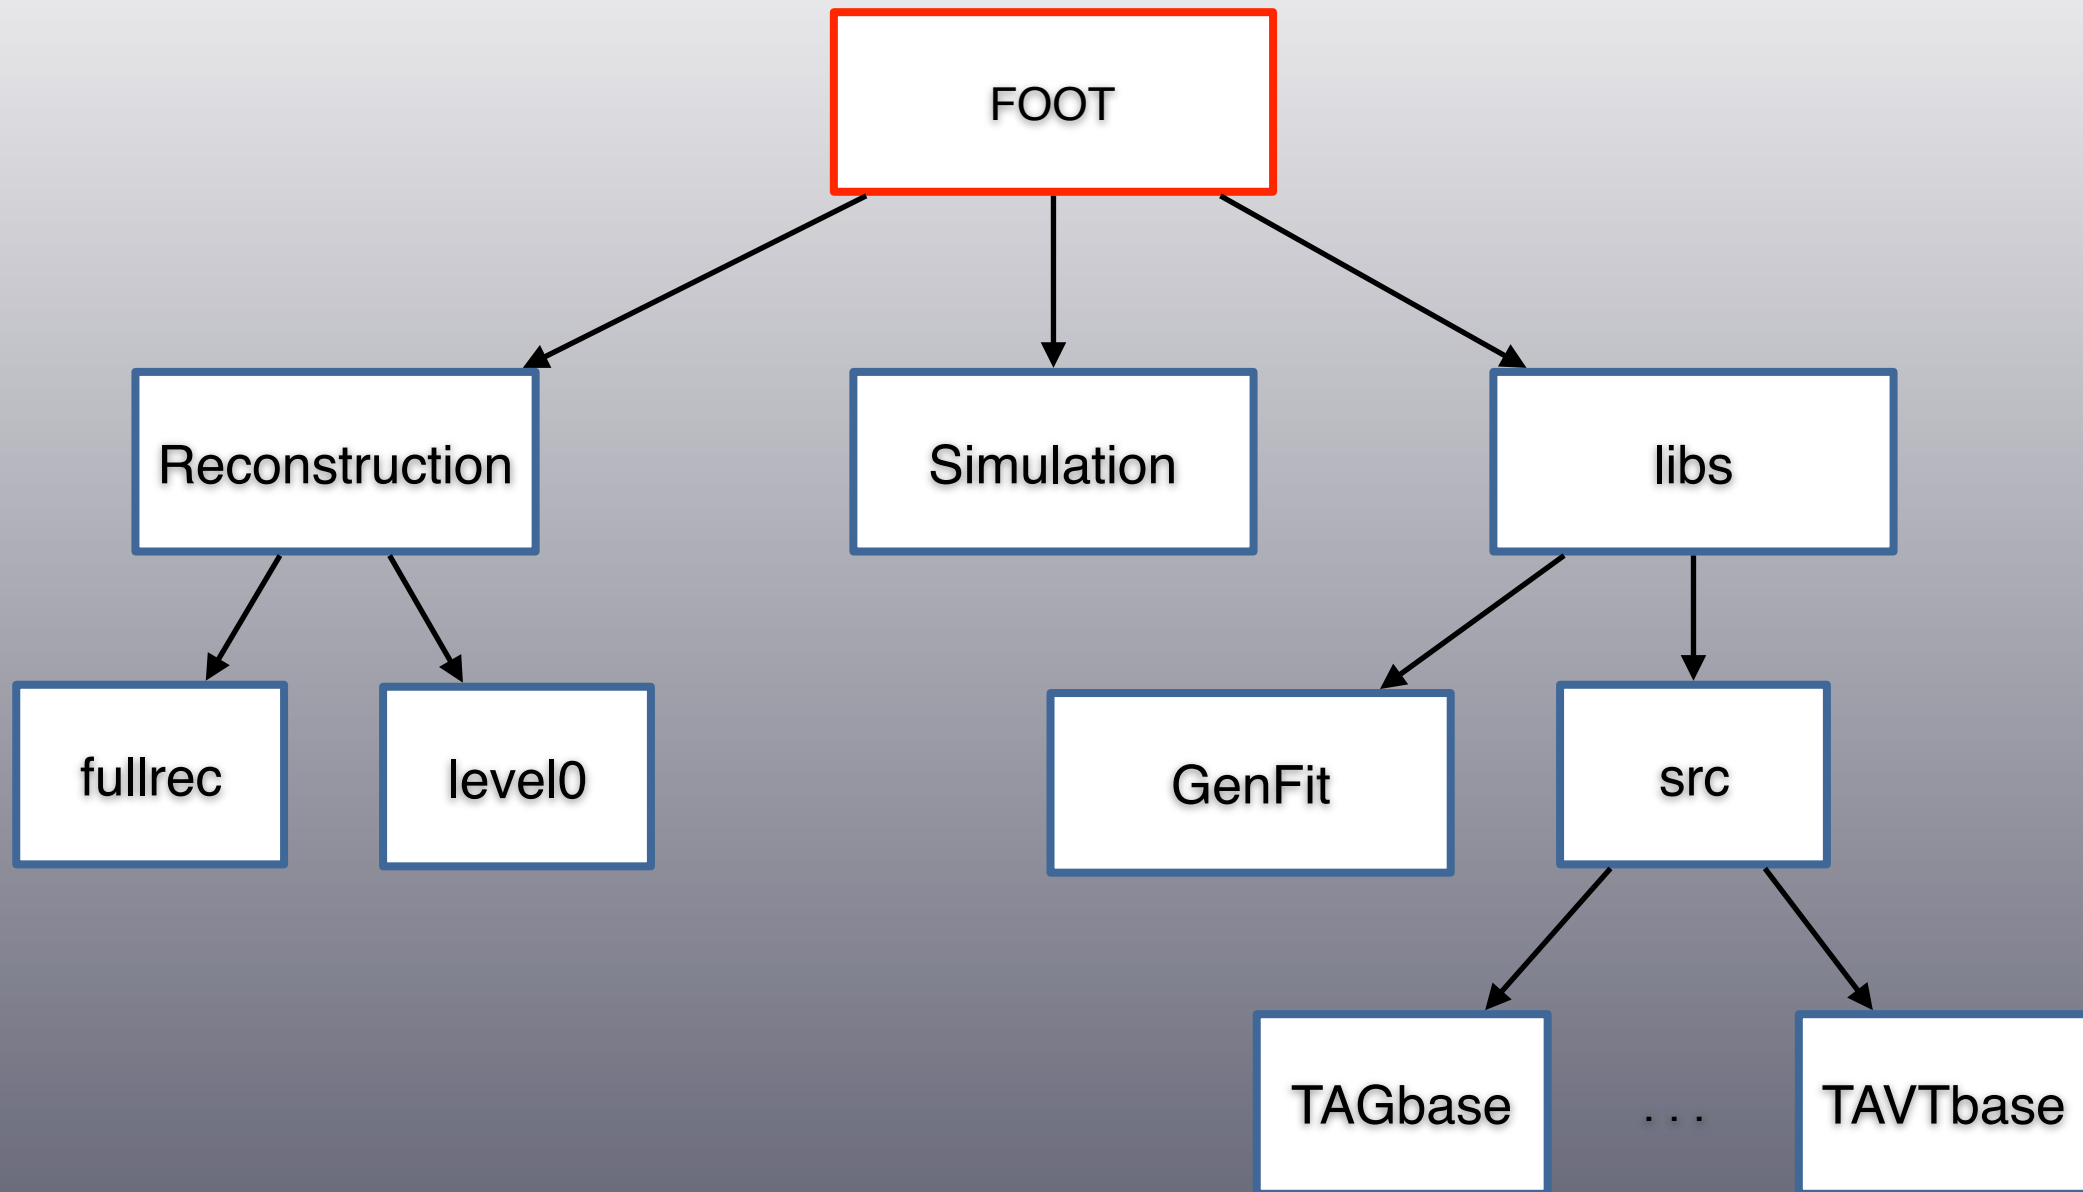 FOOT
Reconstruction
Simulation
libs
fullrec
level0
GenFit
src
TAGbase
. . .
TAVTbase